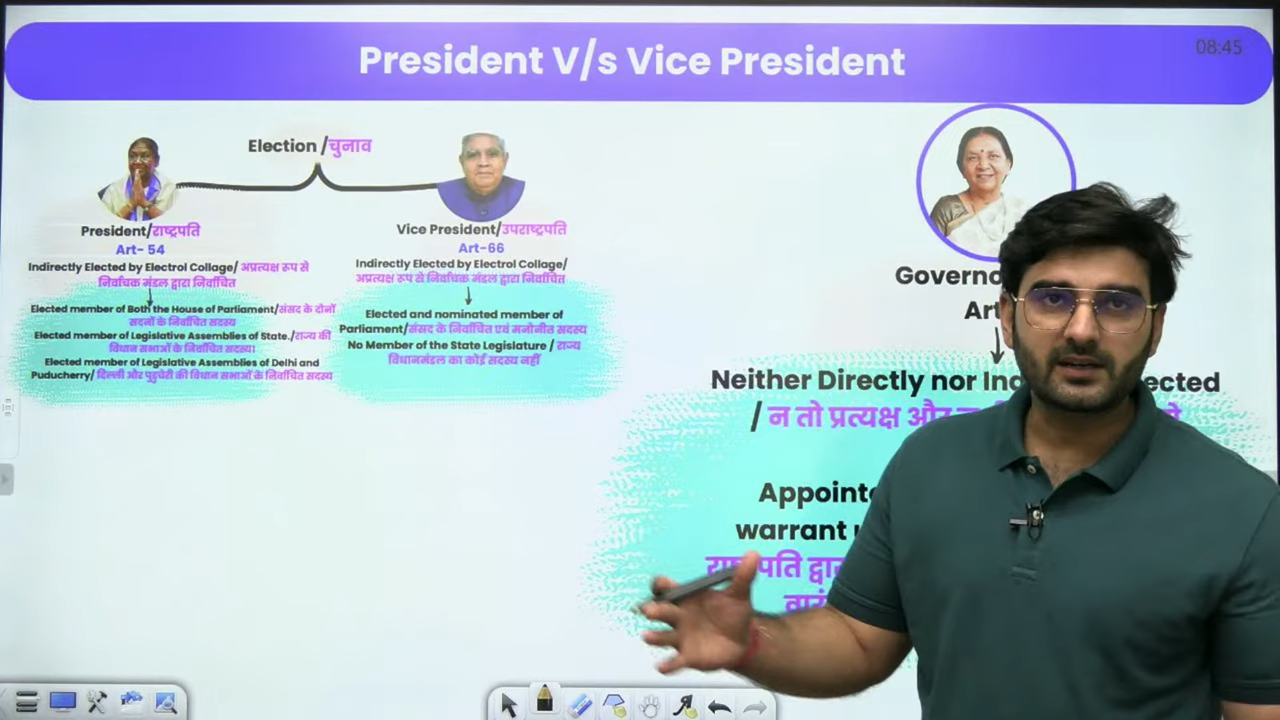 President V/s Vice President
08:45
Election /चुनाव
President/राष्ट्रपति
Art- 54
Indirectly Elected by Electrol Collage/ अप्रत्यक्ष रूप से
निर्वाचक मंडल द्वारा निर्वाचित
Elected member of Both the House of Parliament/संसद के दोनों
सदनों के निर्वाचित सदस्य
Elected member of Legislative Assemblies of State./राज्य की
विधान सभाओं के निर्वाचित सदस्य।
Elected member of Legislative Assemblies of Delhi and
Puducherry/ दिल्ली और पुडुचेरी की विधान सभाओं के निर्वाचित सदस्य
Vice President/उपराष्ट्रपति
Art-66
Indirectly Elected by Electrol Collage/
अप्रत्यक्ष रूप से निर्वाचक मंडल द्वारा निर्वाचित
Elected and nominated member of
Parliament/संसद के निर्वाचित एवं मनोनीत सदस्य
No Member of the State Legislature / राज्य
विधानमंडल का कोई सदस्य नहीं
Governo
Art
Neither Directly nor Ind ected
/ न तो प्रत्यक्ष और
Appointe
warrant